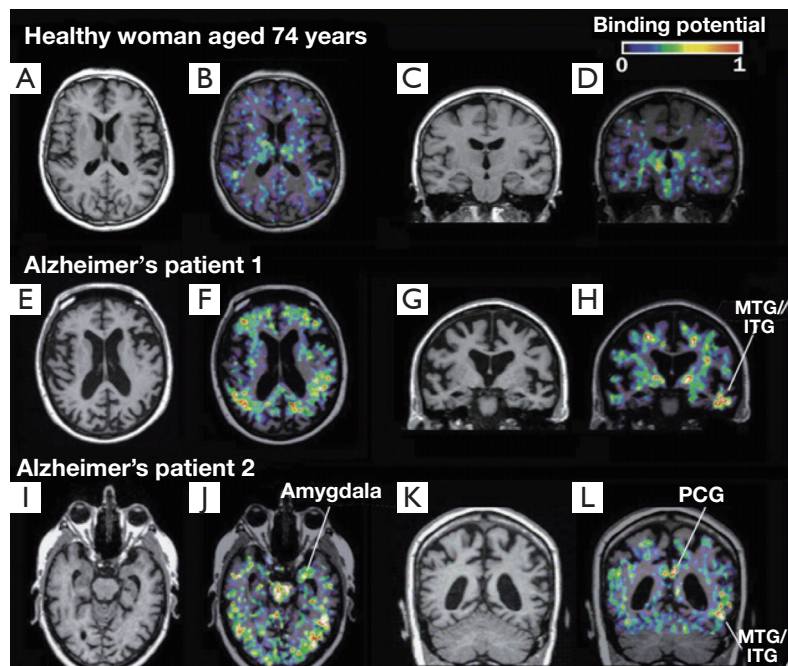 Healthy woman aged 74 years
Binding potential
0 1
A B C D
Alzheimer's patient 1
E F G H
MTG//
ITG
Alzheimer's patient 2
I J K L
Amygdala
PCG
MTG/
ITG